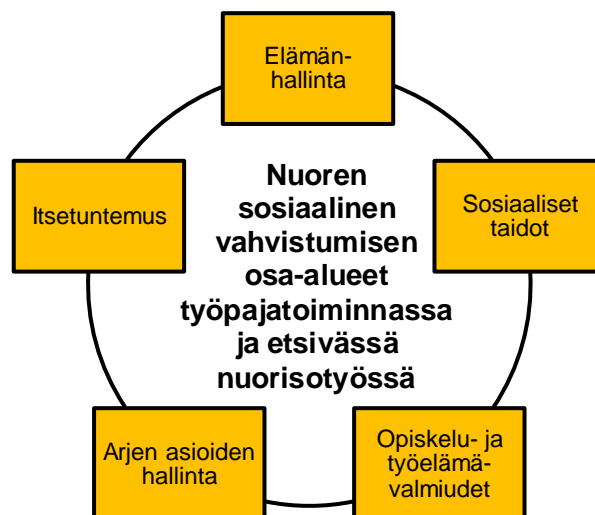 Elämän-
hallinta
Itsetuntemus
Nuoren
sosiaalinen
vahvistumisen
osa-alueet
työpajatoiminnassa
ja etsivässä
nuorisotyössä
Sosiaaliset
taidot
Arjen asioiden
hallinta
Opiskelu- ja
työelämä-
valmiudet